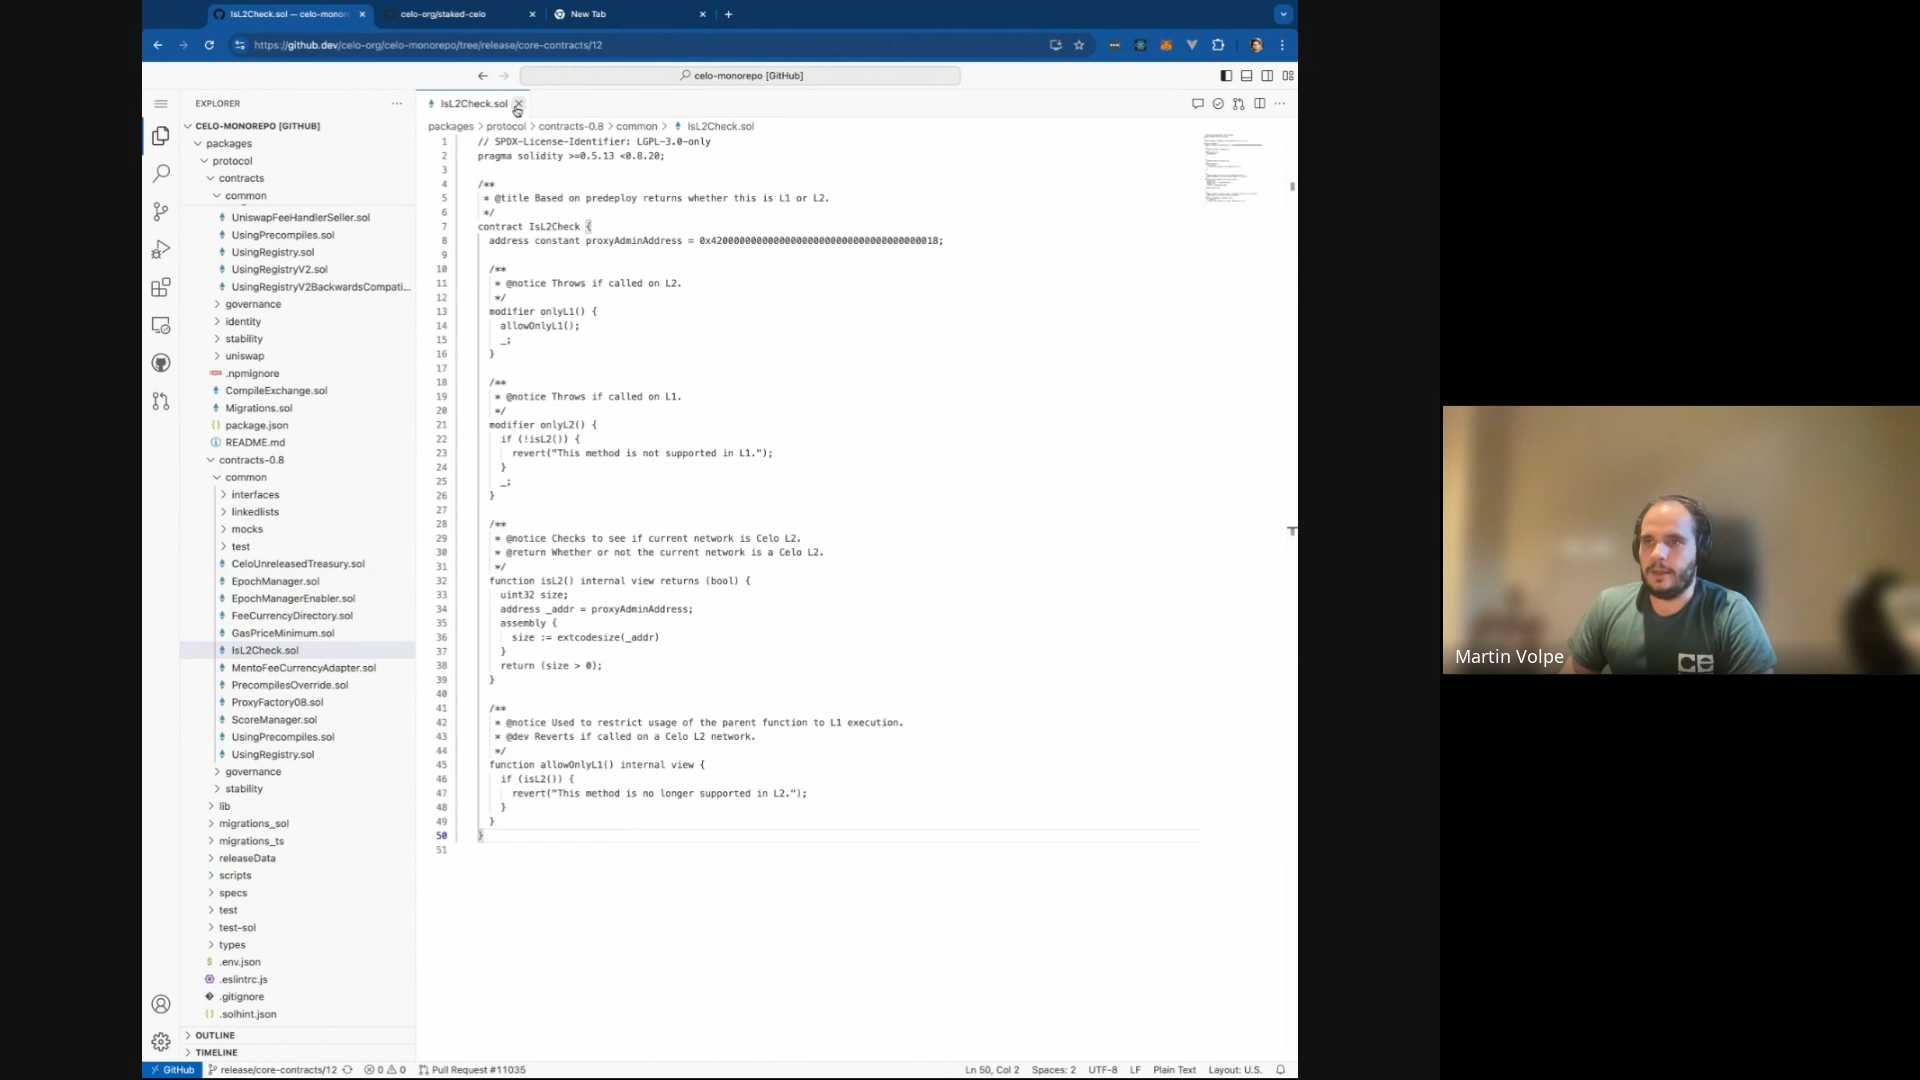 IsL2Check.sol — celo-monore
celo-org/staked-celo
New Tab
https://github.dev/celo-org/celo-monorepo/tree/release/core-contracts/12
celo-monorepo [GitHub]
EXPLORER
CELO-MONOREPO [GITHUB]
packages
protocol
contracts
common
UniswapFeeHandlerSeller.sol
UsingPrecompiles.sol
UsingRegistry.sol
UsingRegistryV2.sol
UsingRegistryV2BackwardsCompati...
governance
identity
stability
uniswap
.npmignore
CompileExchange.sol
Migrations.sol
package.json
README.md
contracts-0.8
common
interfaces
linkedlists
mocks
test
CeloUnreleasedTreasury.sol
EpochManager.sol
EpochManagerEnabler.sol
FeeCurrencyDirectory.sol
GasPriceMinimum.sol
IsL2Check.sol
MentoFeeCurrencyAdapter.sol
PrecompilesOverride.sol
ProxyFactory08.sol
ScoreManager.sol
UsingPrecompiles.sol
UsingRegistry.sol
governance
stability
lib
migrations_sol
migrations_ts
releaseData
scripts
specs
test
test-sol
types
.env.json
.eslintrc.js
.gitignore
.solhint.json
OUTLINE
TIMELINE
IsL2Check.sol
packages > protocol > contracts-0.8 > common > IsL2Check.sol
1 // SPDX-License-Identifier: LGPL-3.0-only
2 pragma solidity >=0.5.13 <0.8.20;
3
4 /**
5 * @title Based on predeploy returns whether this is L1 or L2.
6 */
7 contract IsL2Check {
8 address constant proxyAdminAddress = 0x4200000000000000000000000000000000000018;
9
10 /**
11 * @notice Throws if called on L2.
12 */
13 modifier onlyL1() {
14 allowOnlyL1();
15 _;
16 }
17
18 /**
19 * @notice Throws if called on L1.
20 */
21 modifier onlyL2() {
22 if (!isL2()) {
23 revert("This method is not supported in L1.");
24 }
25 _;
26 }
27
28 /**
29 * @notice Checks to see if current network is Celo L2.
30 * @return Whether or not the current network is a Celo L2.
31 */
32 function isL2() internal view returns (bool) {
33 uint32 size;
34 address _addr = proxyAdminAddress;
35 assembly {
36 size := extcodesize(_addr)
37 }
38 return (size > 0);
39 }
40
41 /**
42 * @notice Used to restrict usage of the parent function to L1 execution.
43 * @dev Reverts if called on a Celo L2 network.
44 */
45 function allowOnlyL1() internal view {
46 if (isL2()) {
47 revert("This method is no longer supported in L2.");
48 }
49 }
50 }
51
GitHub release/core-contracts/12 0 0 Pull Request #11035 Ln 50, Col 2 Spaces: 2 UTF-8 LF Plain Text Layout: U.S.
Martin Volpe
ce